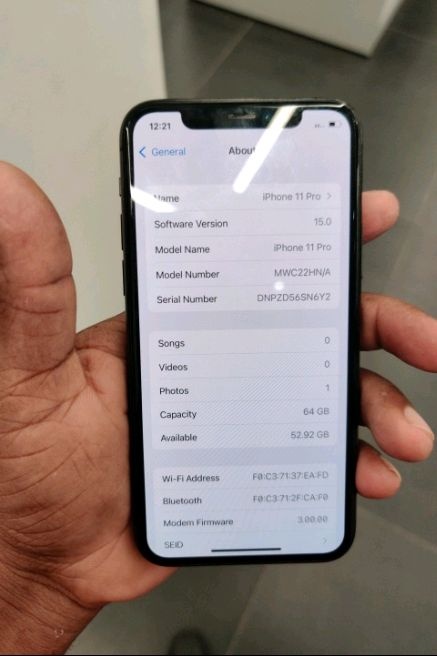 12:21
General
About
Name iPhone 11 Pro
Software Version 15.0
Model Name iPhone 11 Pro
Model Number MWC22HN/A
Serial Number DNPZD56SN6Y2
Songs 0
Videos 0
Photos 1
Capacity 64 GB
Available 52.92 GB
Wi-Fi Address F0:C3:71:37:EA:FD
Bluetooth F0:C3:71:2F:CA:F0
Modem Firmware 3.00.00
SEID